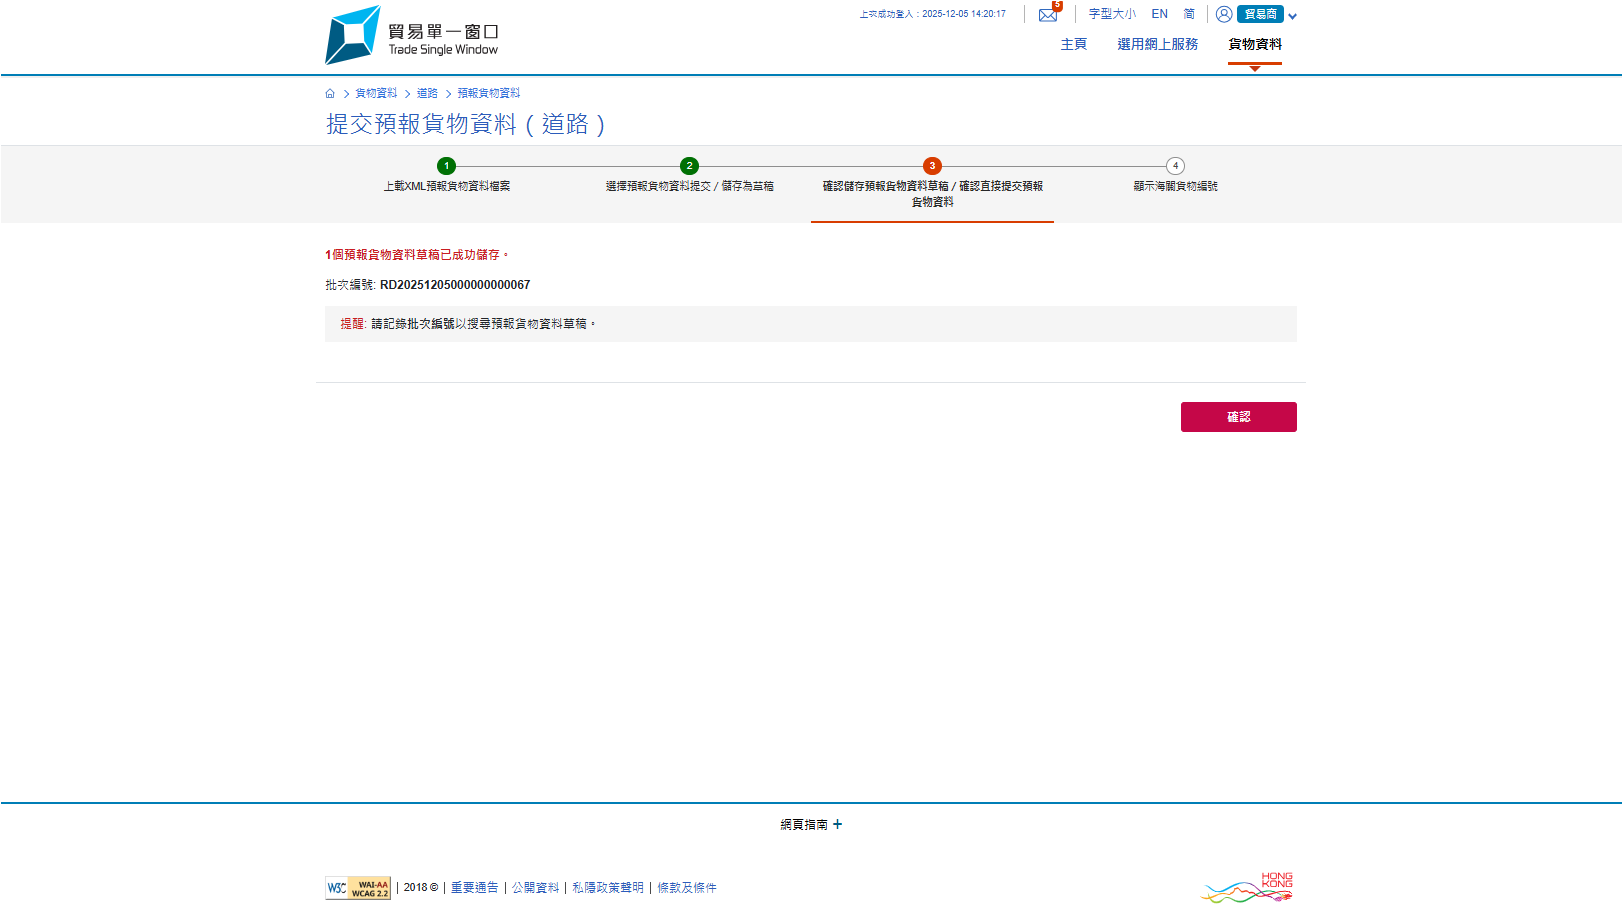 貿易單一窗口
Trade Single Window
上次成功登入：2025-12-05 14:20:17
5
字型大小
EN
简
貿易商
主頁
選用網上服務
貨物資料
貨物資料
道路
預報貨物資料
提交預報貨物資料（道路）
1
上載XML預報貨物資料檔案
2
選擇預報貨物資料提交 / 儲存為草稿
3
確認儲存預報貨物資料草稿 / 確認直接提交預報
貨物資料
4
顯示海關貨物編號
1個預報貨物資料草稿已成功儲存。
批次編號: RD20251205000000000067
提醒: 請記錄批次編號以搜尋預報貨物資料草稿。
確認
網頁指南 +
W3C WAI-AA
WCAG 2.2
| 2018 © | 重要通告 | 公開資料 | 私隱政策聲明 | 條款及條件
HONG
KONG